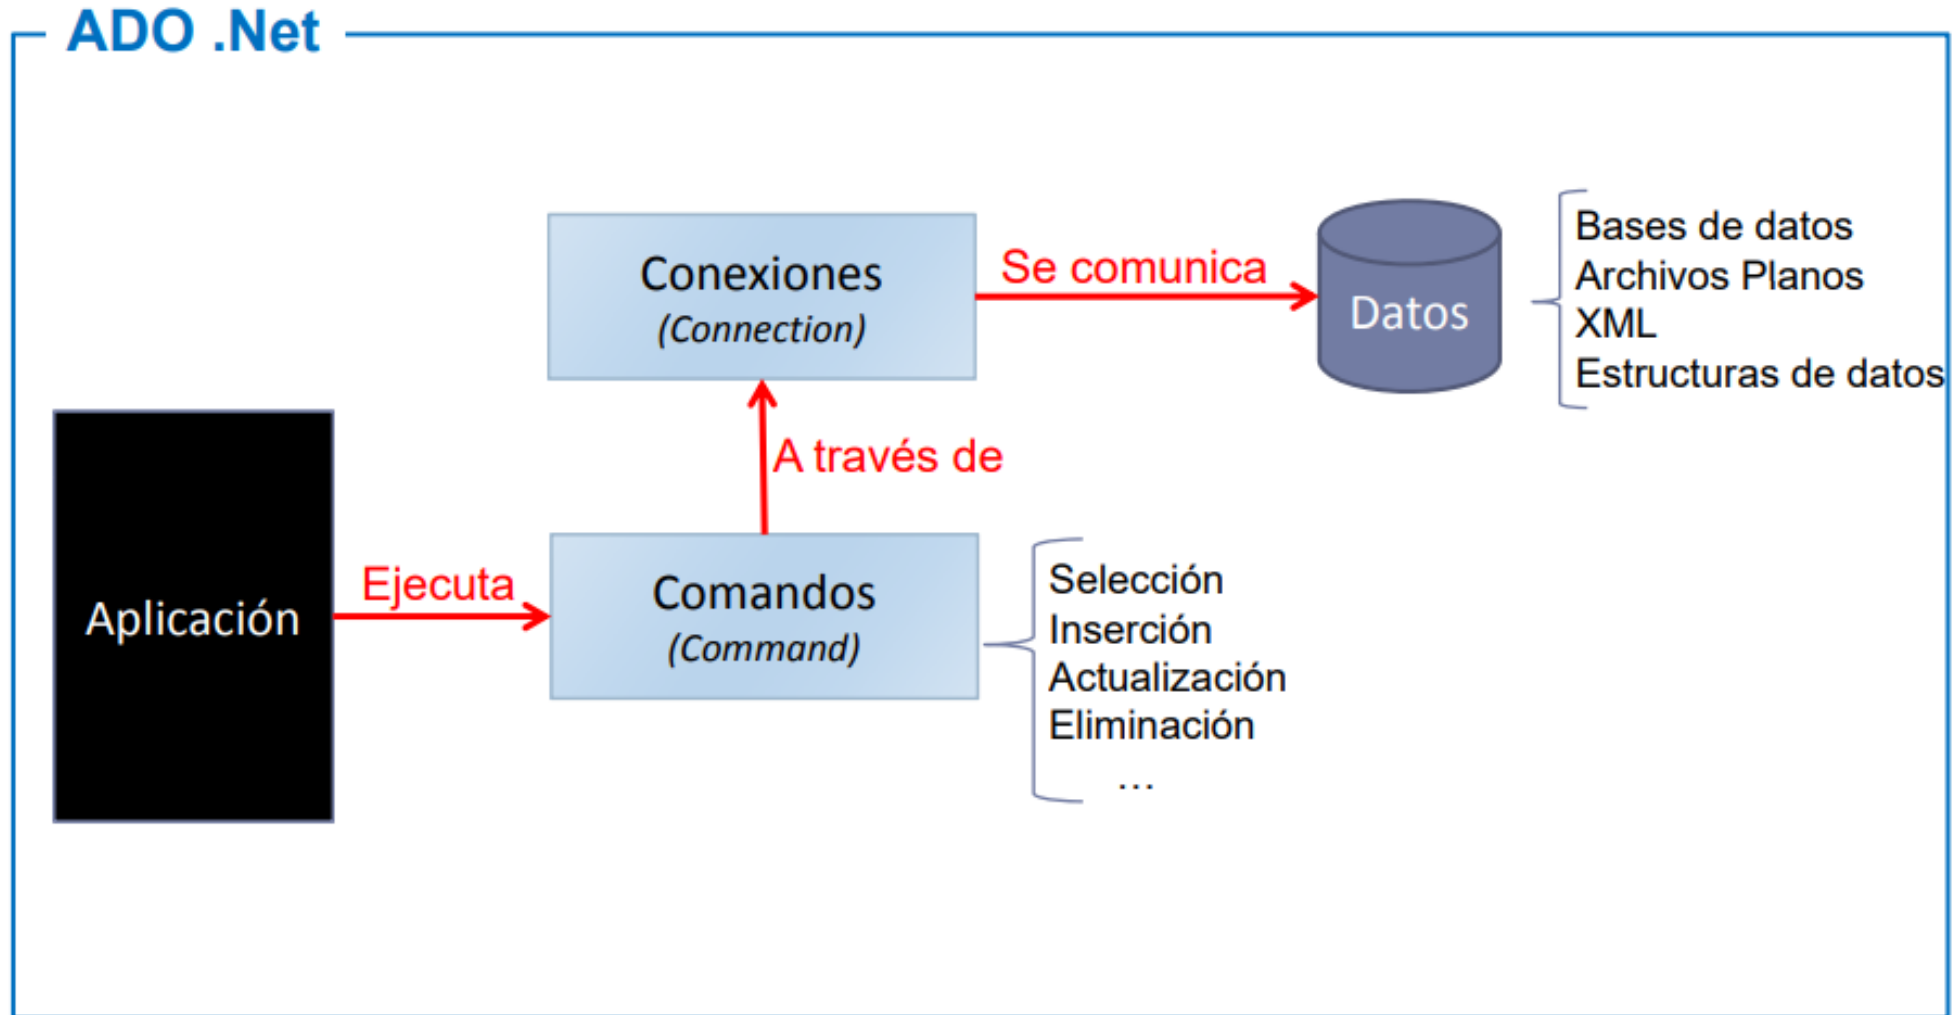 ADO .Net
Conexiones
(Connection)
Se comunica
Datos
Bases de datos
Archivos Planos
XML
Estructuras de datos
A través de
Aplicación
Ejecuta
Comandos
(Command)
Selección
Inserción
Actualización
Eliminación
...